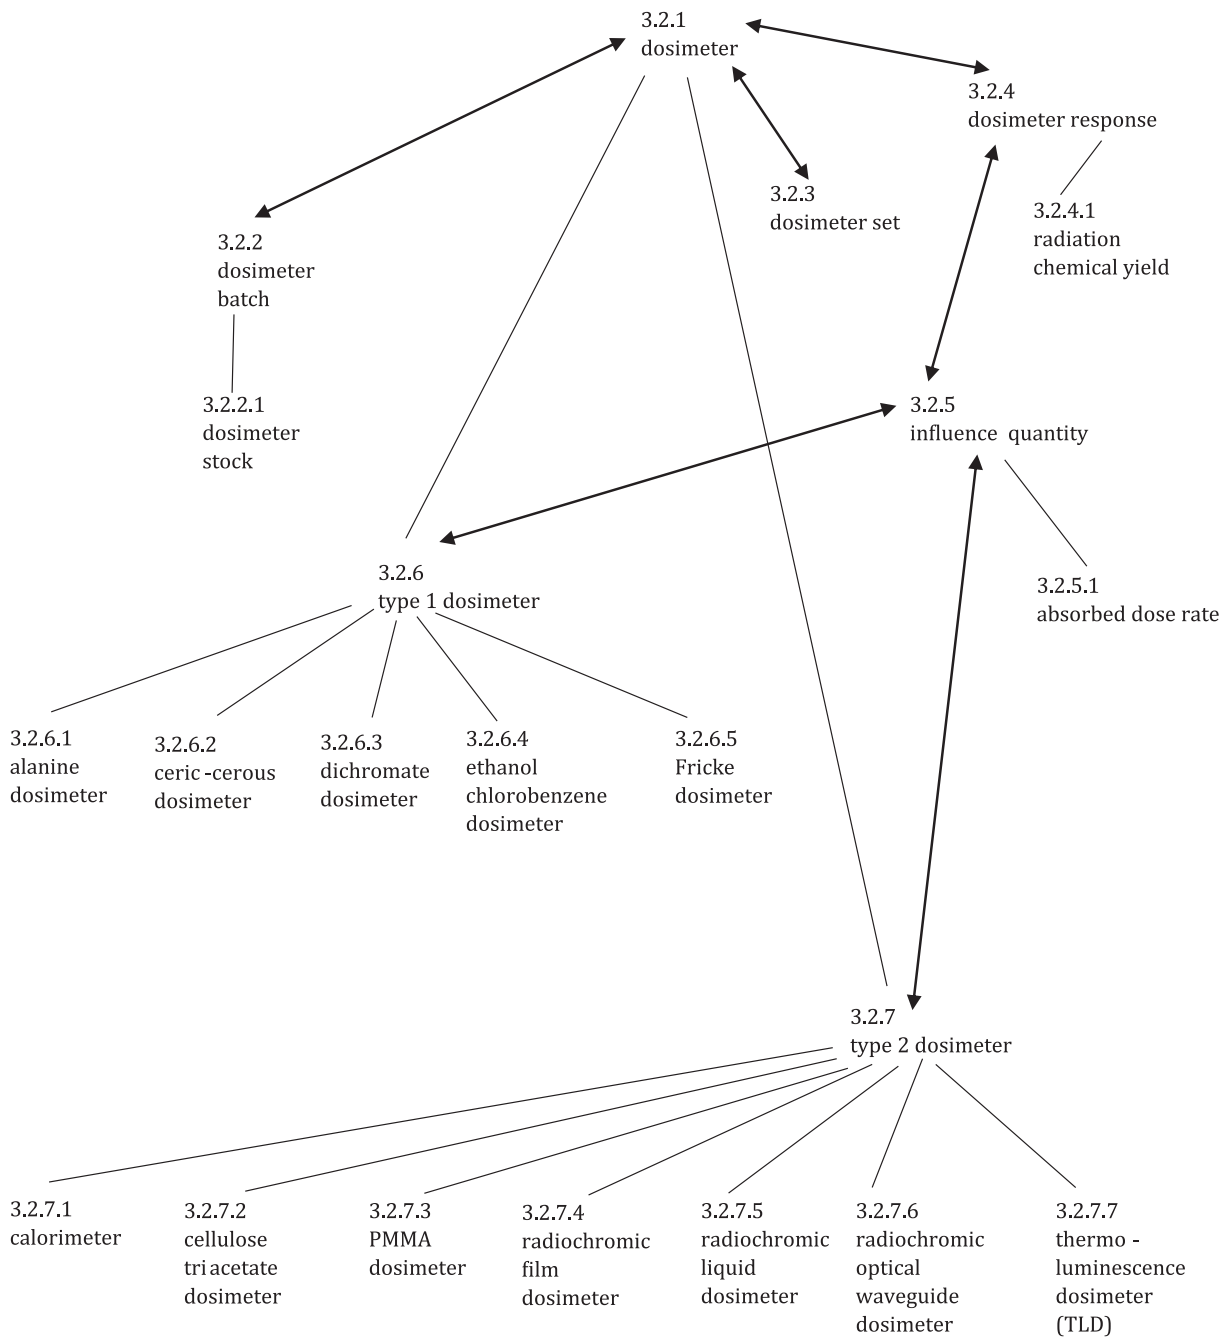 3.2.1
dosimeter
3.2.4
dosimeter response
3.2.3
dosimeter set
3.2.4.1
radiation
chemical yield
3.2.2
dosimeter
batch
3.2.2.1
dosimeter
stock
3.2.5
influence quantity
3.2.6
type 1 dosimeter
3.2.5.1
absorbed dose rate
3.2.6.1
alanine
dosimeter
3.2.6.2
ceric -cerous
dosimeter
3.2.6.3
dichromate
dosimeter
3.2.6.4
ethanol
chlorobenzene
dosimeter
3.2.6.5
Fricke
dosimeter
3.2.7
type 2 dosimeter
3.2.7.1
calorimeter
3.2.7.2
cellulose
triacetate
dosimeter
3.2.7.3
PMMA
dosimeter
3.2.7.4
radiochromic
film
dosimeter
3.2.7.5
radiochromic
liquid
dosimeter
3.2.7.6
radiochromic
optical
waveguide
dosimeter
3.2.7.7
thermo -
luminescence
dosimeter
(TLD)